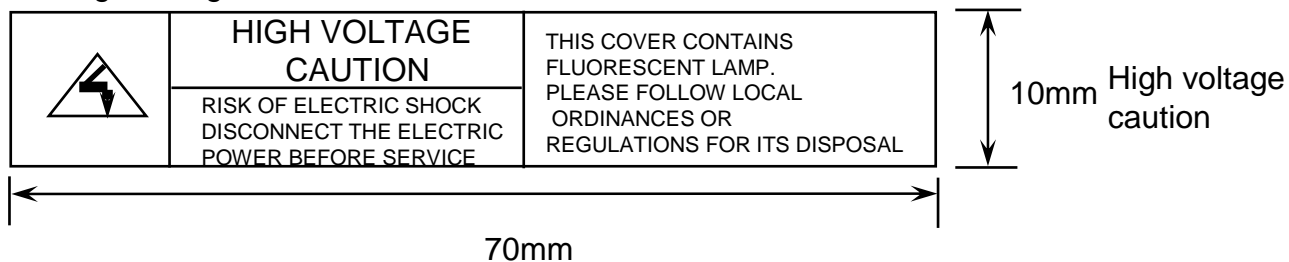 HIGH VOLTAGE
CAUTION
RISK OF ELECTRIC SHOCK
DISCONNECT THE ELECTRIC
POWER BEFORE SERVICE
THIS COVER CONTAINS
FLUORESCENT LAMP.
PLEASE FOLLOW LOCAL
ORDINANCES OR
REGULATIONS FOR ITS DISPOSAL
10mm
High voltage
caution
70mm